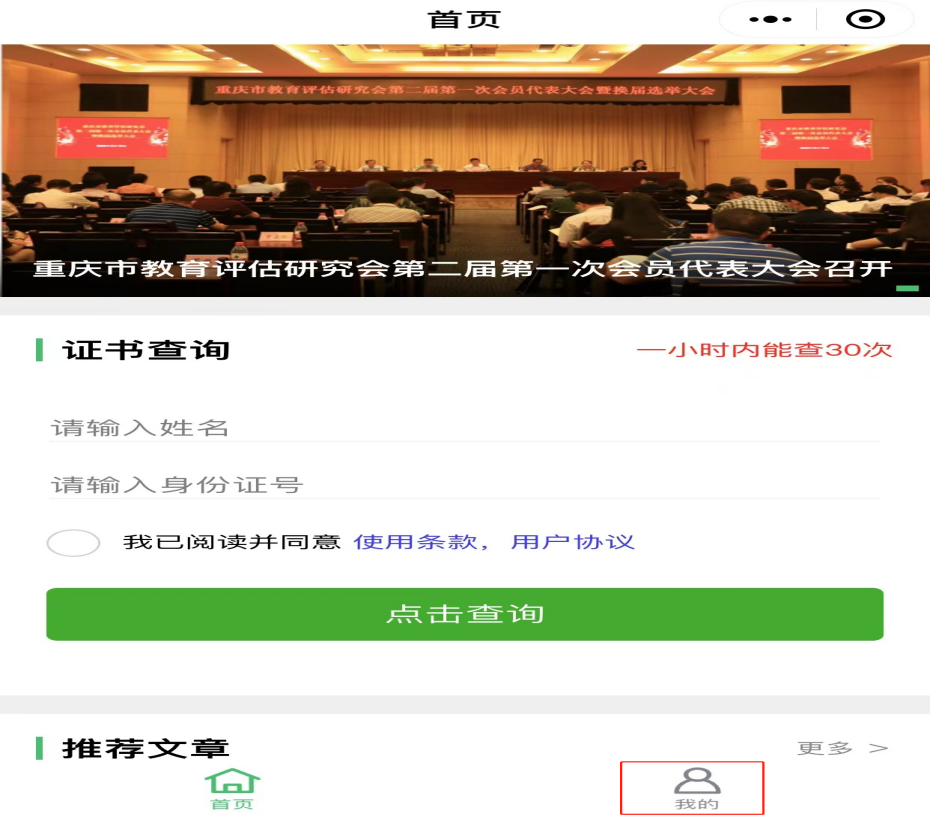 首页
重庆市教育评估研究会第二届第一次会员代表大会暨换届选举大会
重庆市教育评估研究会第二届第一次会员代表大会召开
证书查询
一小时内能查30次
请输入姓名
请输入身份证号
我已阅读并同意 使用条款, 用户协议
点击查询
推荐文章
更多 >
首页
我的